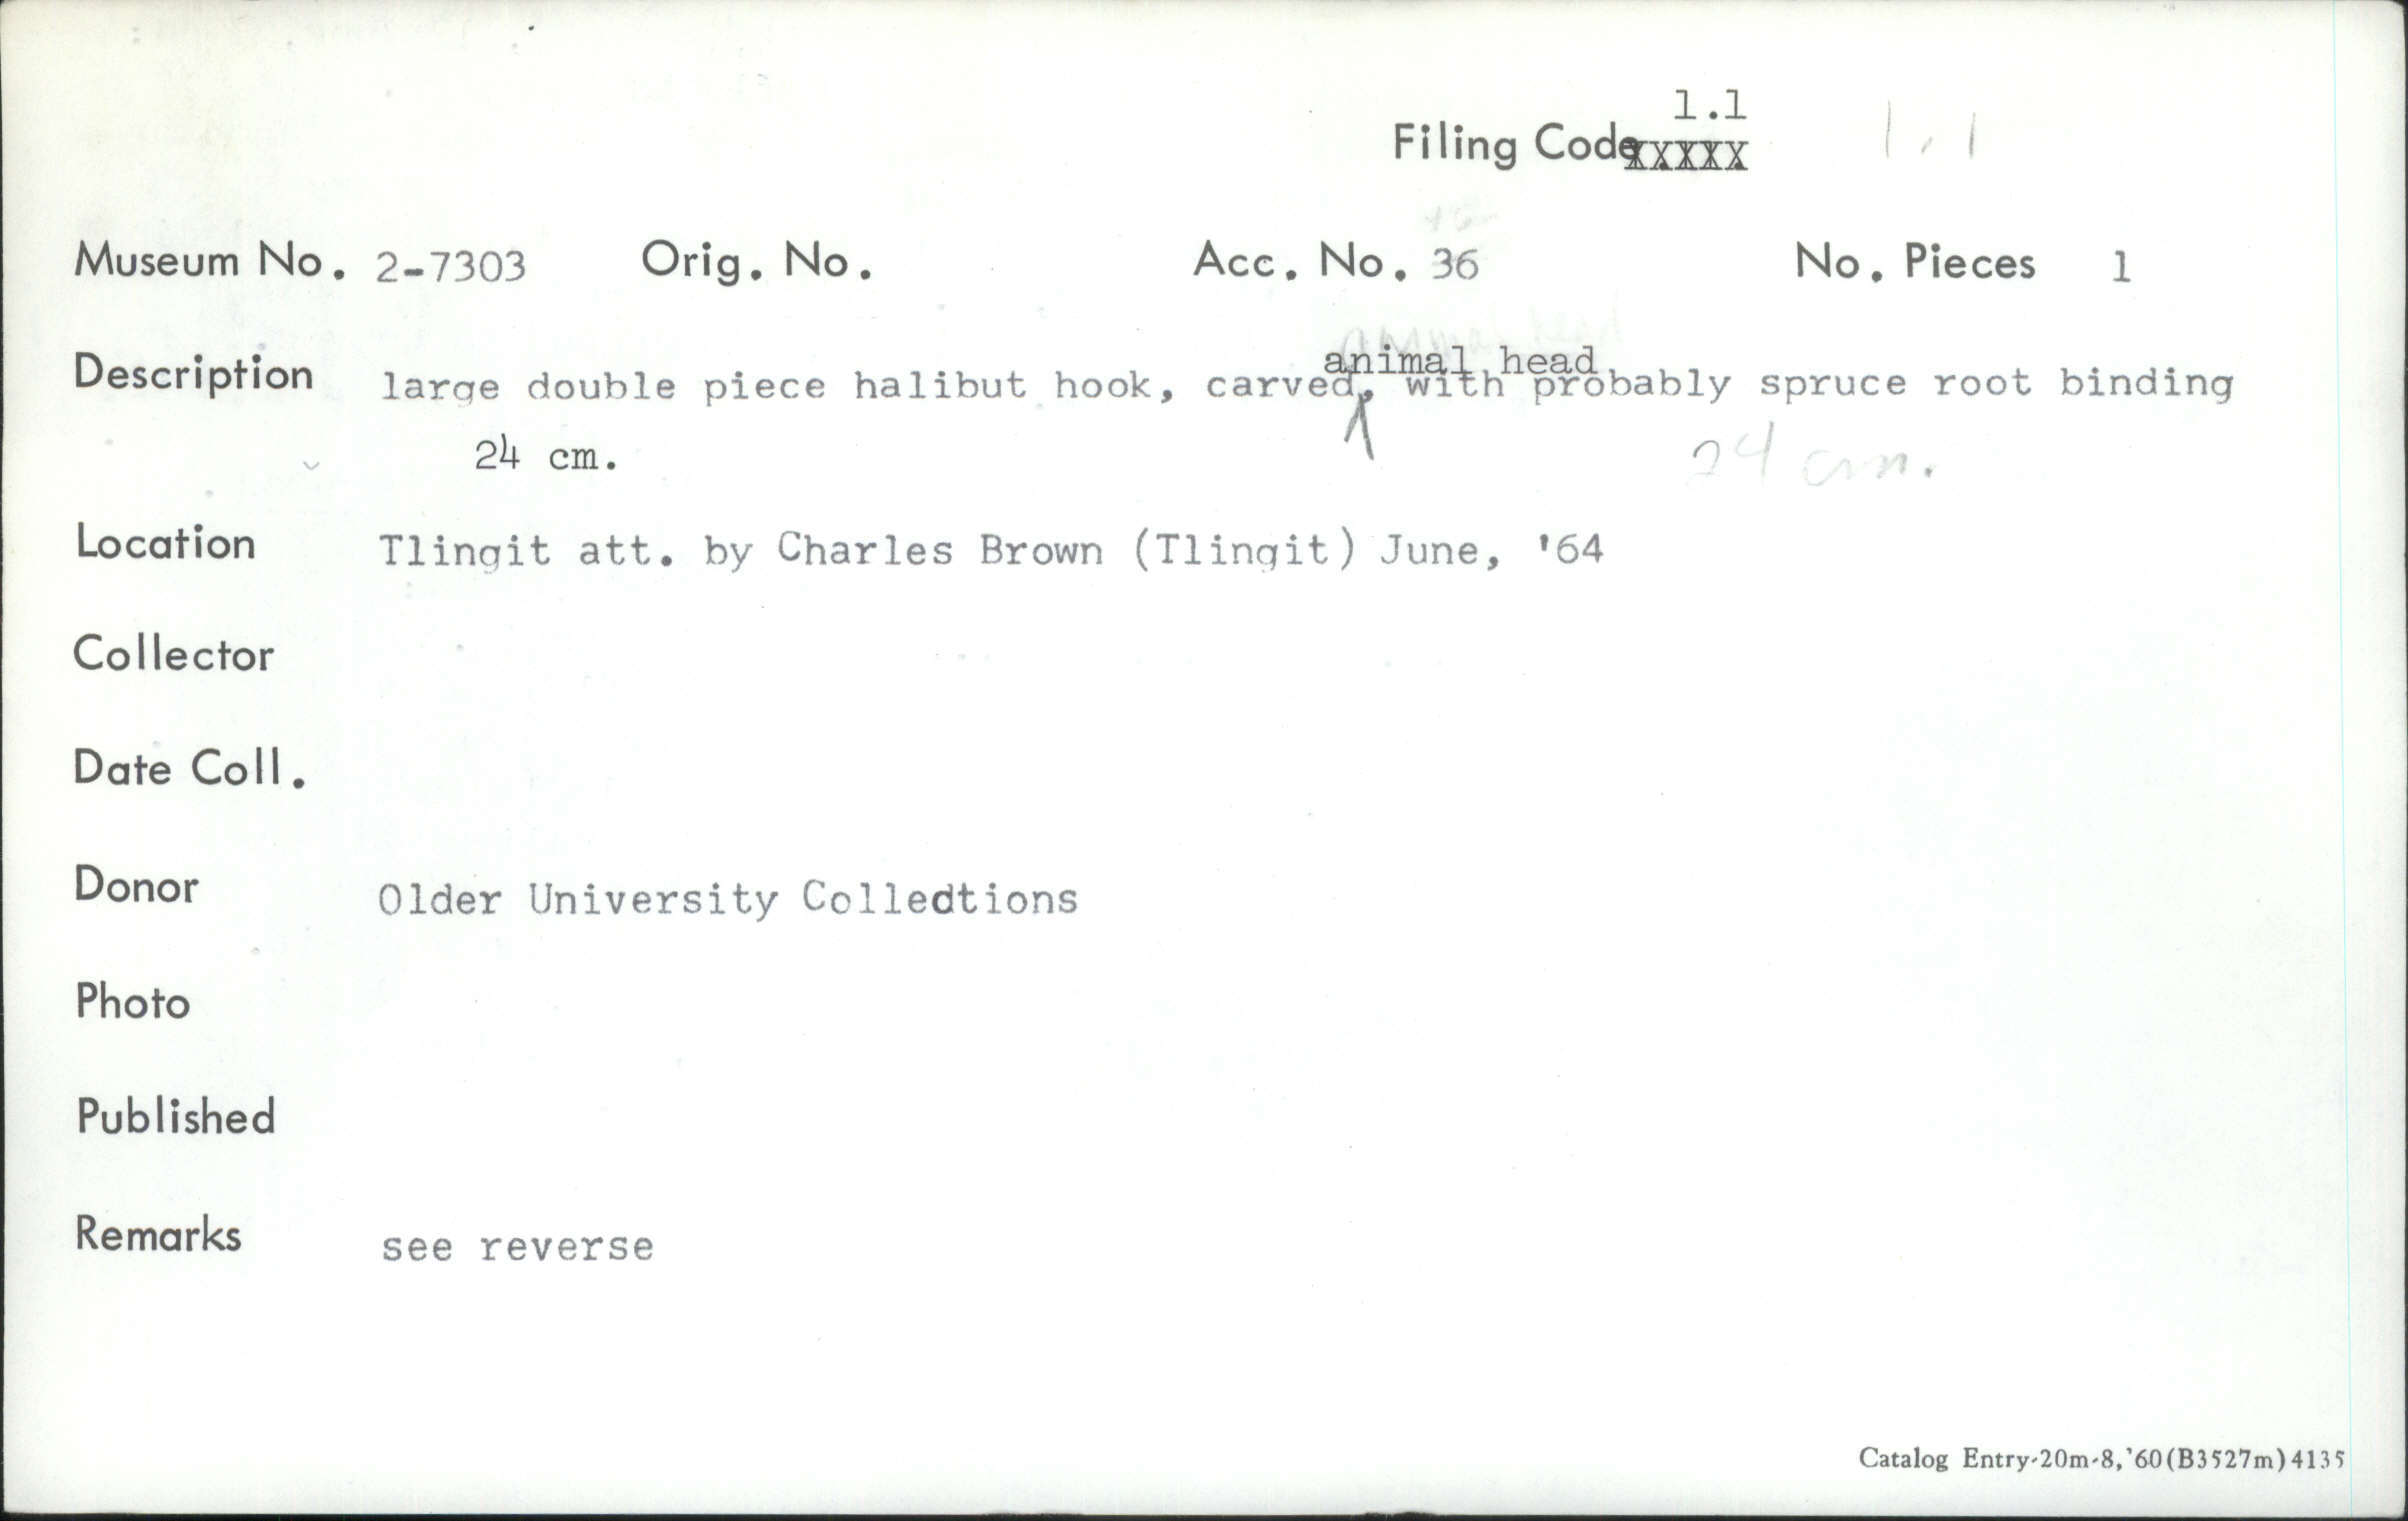 1.1
Filing Code XXXXX 1.1
Museum No. 2-7303 Orig. No. Acc. No. 36 No. Pieces 1
animal head
Description large double piece halibut hook, carved, with probably spruce root binding
24 cm. 24 cm.
Location Tlingit att. by Charles Brown (Tlingit) June, '64
Collector
Date Coll.
Donor Older University Colledtions
Photo
Published
Remarks see reverse
Catalog Entry-20m-8,'60(B3527m)4135